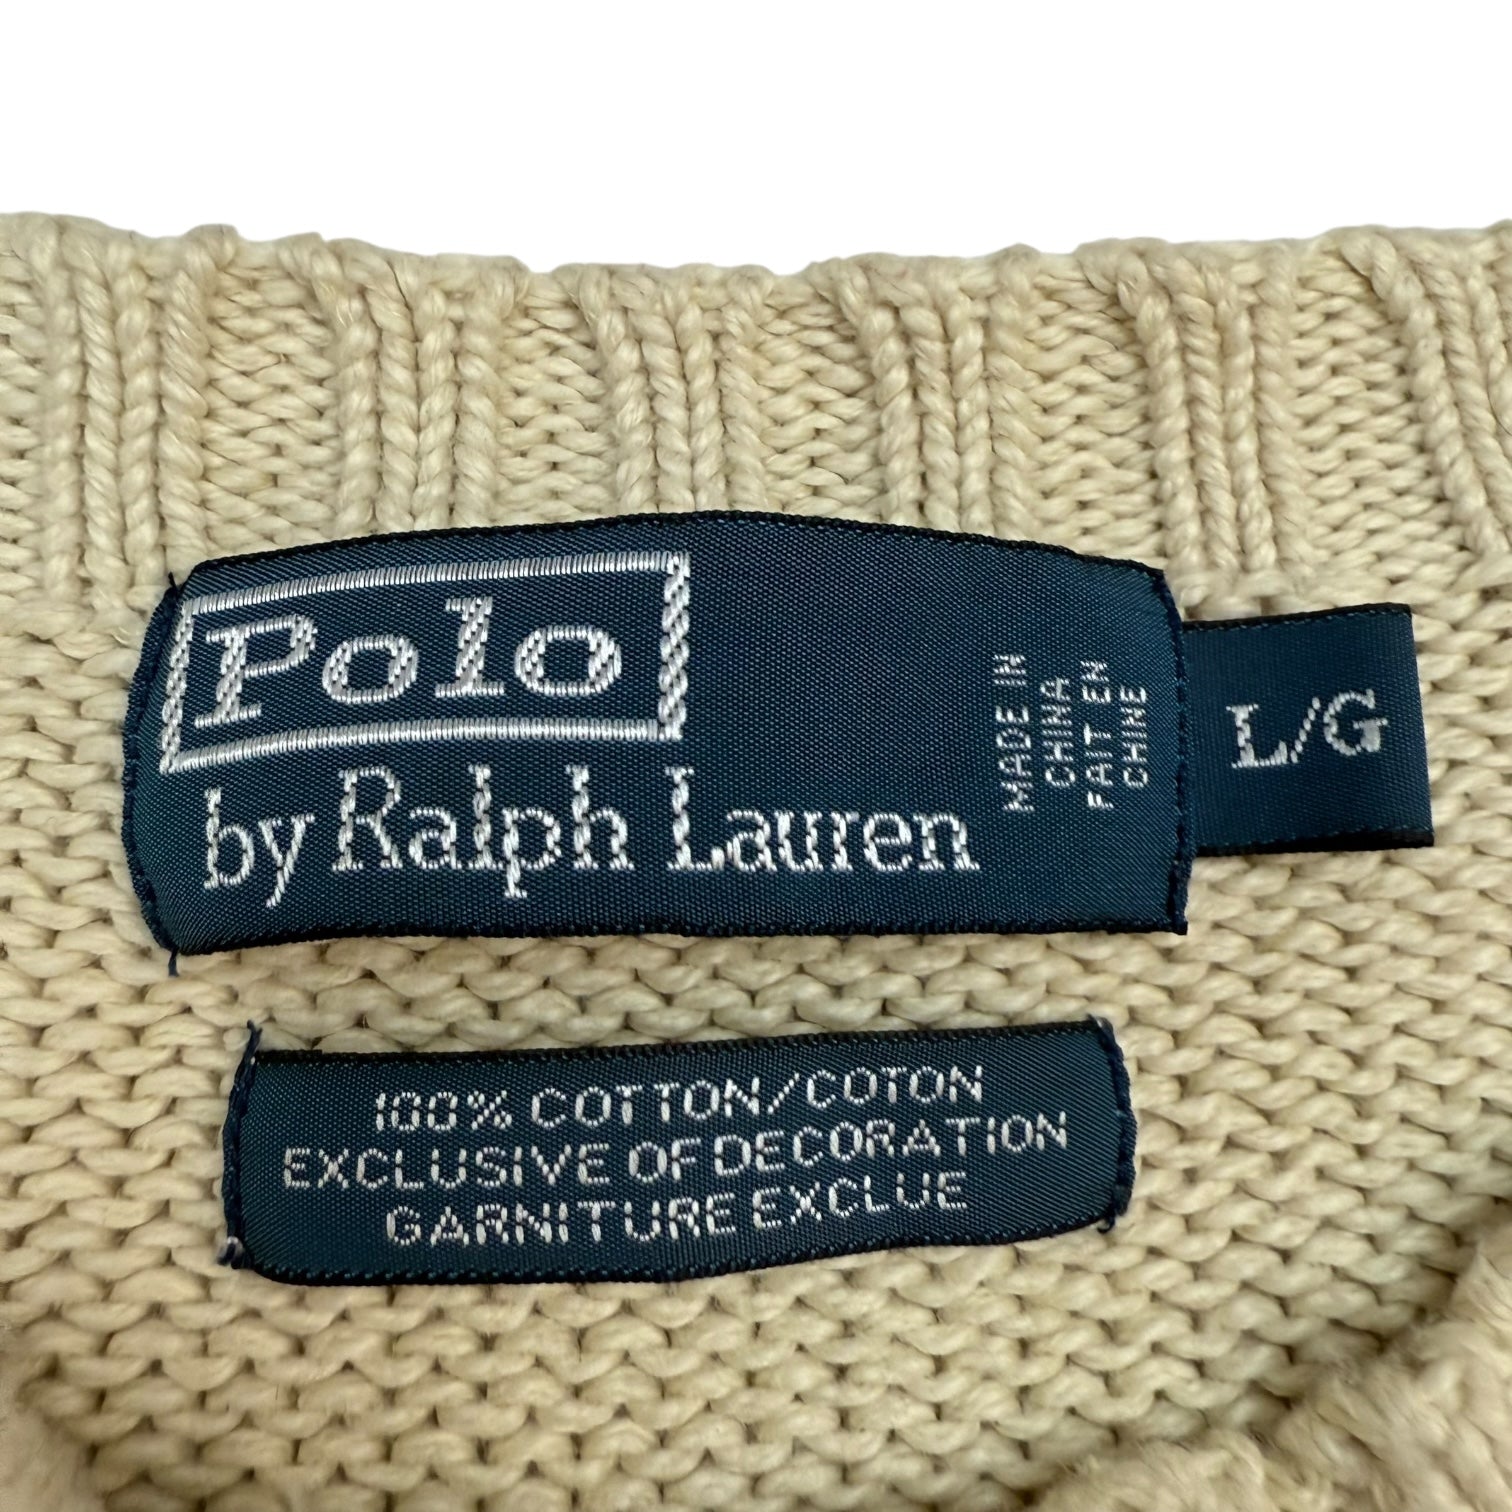 Polo
by Ralph Lauren
MADE IN
CHINA
FAIT EN
CHINE
L/G
100% COTTON/COTON
EXCLUSIVE OF DECORATION
GARNITURE EXCLUE